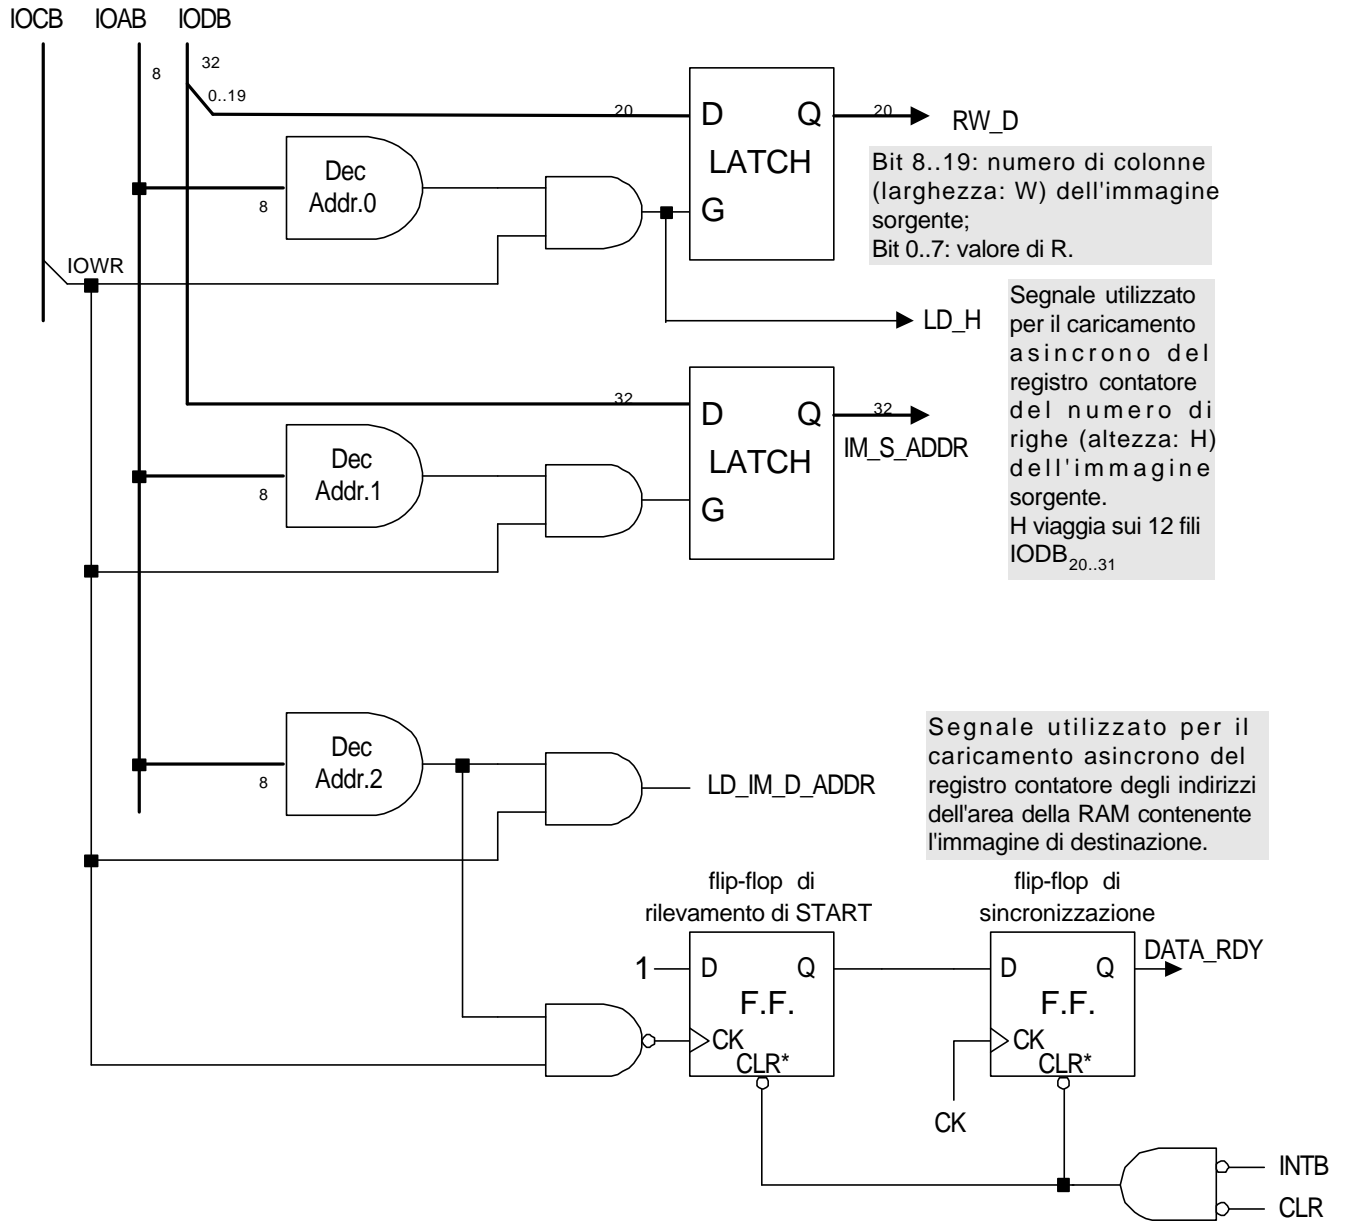 IOCB IOAB IODB
32
8
0..19
20
D Q
20
RW_D
LATCH
G
Dec
Addr.0
8
Bit 8..19: numero di colonne
(larghezza: W) dell'immagine
sorgente;
Bit 0..7: valore di R.
IOWR
LD_H
Segnale utilizzato
per il caricamento
asincrono del
registro contatore
del numero di
righe (altezza: H)
dell'immagine
sorgente.
H viaggia sui 12 fili
IODB20..31
32
D Q
32
IM_S_ADDR
LATCH
G
Dec
Addr.1
8
Dec
Addr.2
8
LD_IM_D_ADDR
Segnale utilizzato per il
caricamento asincrono del
registro contatore degli indirizzi
dell'area della RAM contenente
l'immagine di destinazione.
flip-flop di
rilevamento di START
flip-flop di
sincronizzazione
1
D Q
F.F.
CK
CLR*
D Q
F.F.
CK
CLR*
DATA_RDY
CK
INTB
CLR